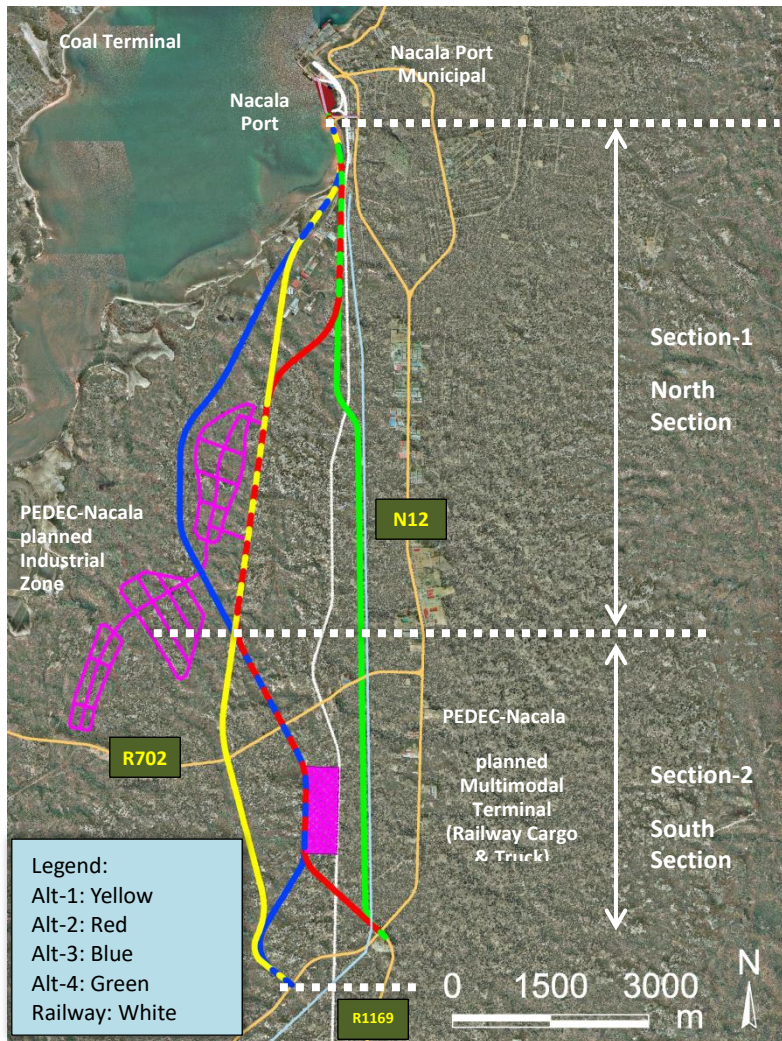 Coal Terminal
Nacala Port
Municipal
Nacala
Port
Section-1
North
Section
N12
PEDEC-Nacala
planned
Industrial
Zone
PEDEC-Nacala
planned
Multimodal
Terminal
(Railway Cargo
& Truck)
R702
Section-2
South
Section
Legend:
Alt-1: Yellow
Alt-2: Red
Alt-3: Blue
Alt-4: Green
Railway: White
R1169
0 1500 3000
m
N